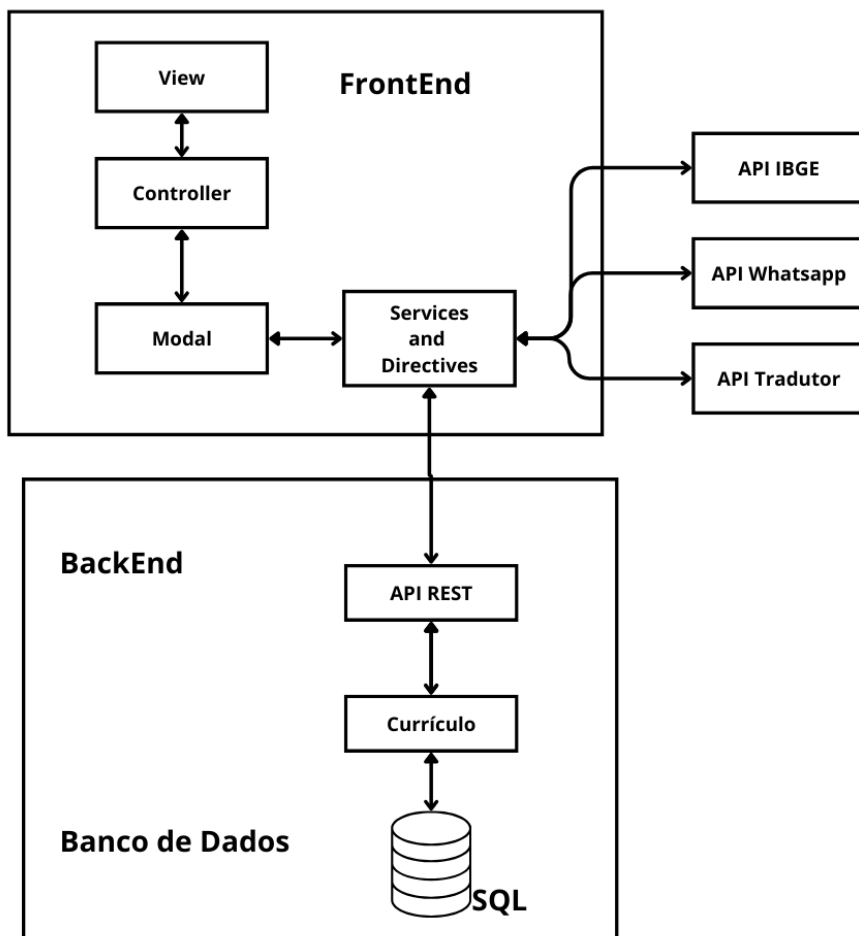 View
FrontEnd
Controller
API IBGE
API Whatsapp
Modal
Services
and
Directives
API Tradutor
BackEnd
API REST
Currículo
Banco de Dados
SQL